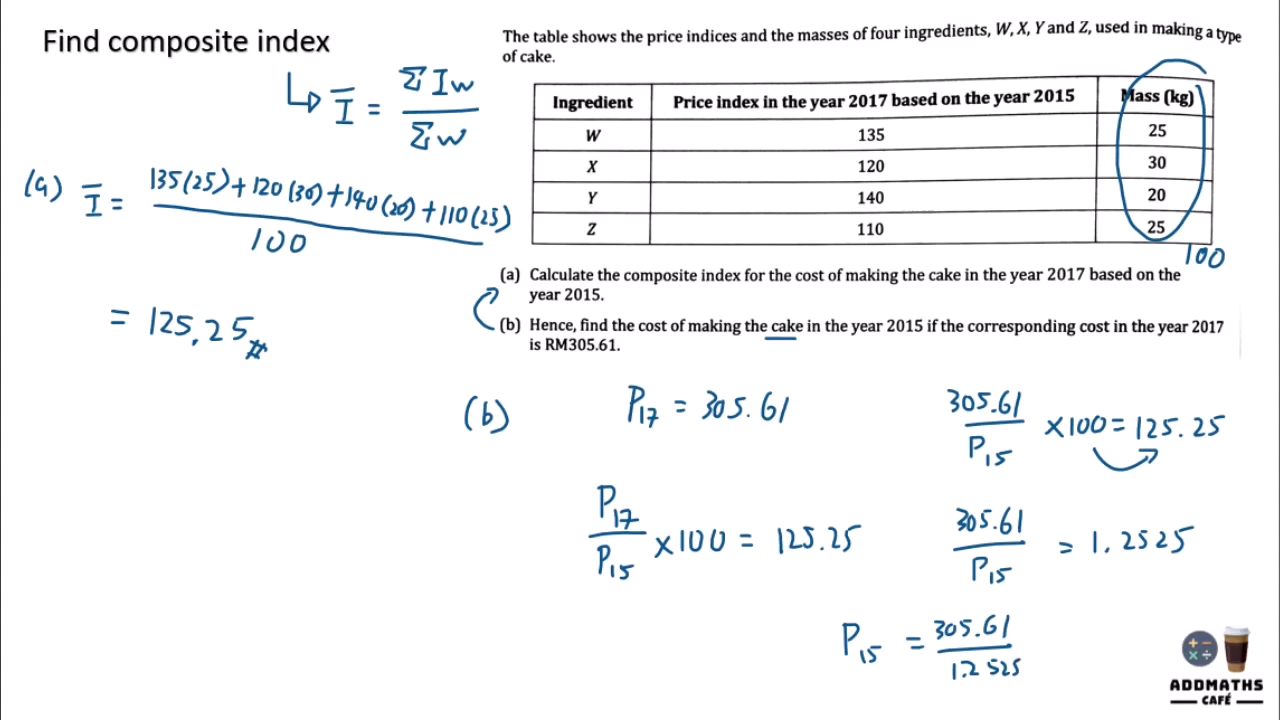 Find composite index
↳ Ī = Σ Iw / Σ w
(a) Ī = 135(25) + 120(30) + 140(20) + 110(25) / 100
= 125.25 #
The table shows the price indices and the masses of four ingredients, W, X, Y and Z, used in making a type
of cake.
Ingredient Price index in the year 2017 based on the year 2015 Mass (kg)
W 135 25
X 120 30
Y 140 20
Z 110 25
100
(a) Calculate the composite index for the cost of making the cake in the year 2017 based on the
year 2015.
(b) Hence, find the cost of making the cake in the year 2015 if the corresponding cost in the year 2017
is RM305.61.
(b) P17 = 305.61
P17 / P15 × 100 = 125.25
305.61 / P15 × 100 = 125.25
305.61 / P15 = 1.2525
P15 = 305.61 / 1.2525
ADDMATHS
CAFÉ